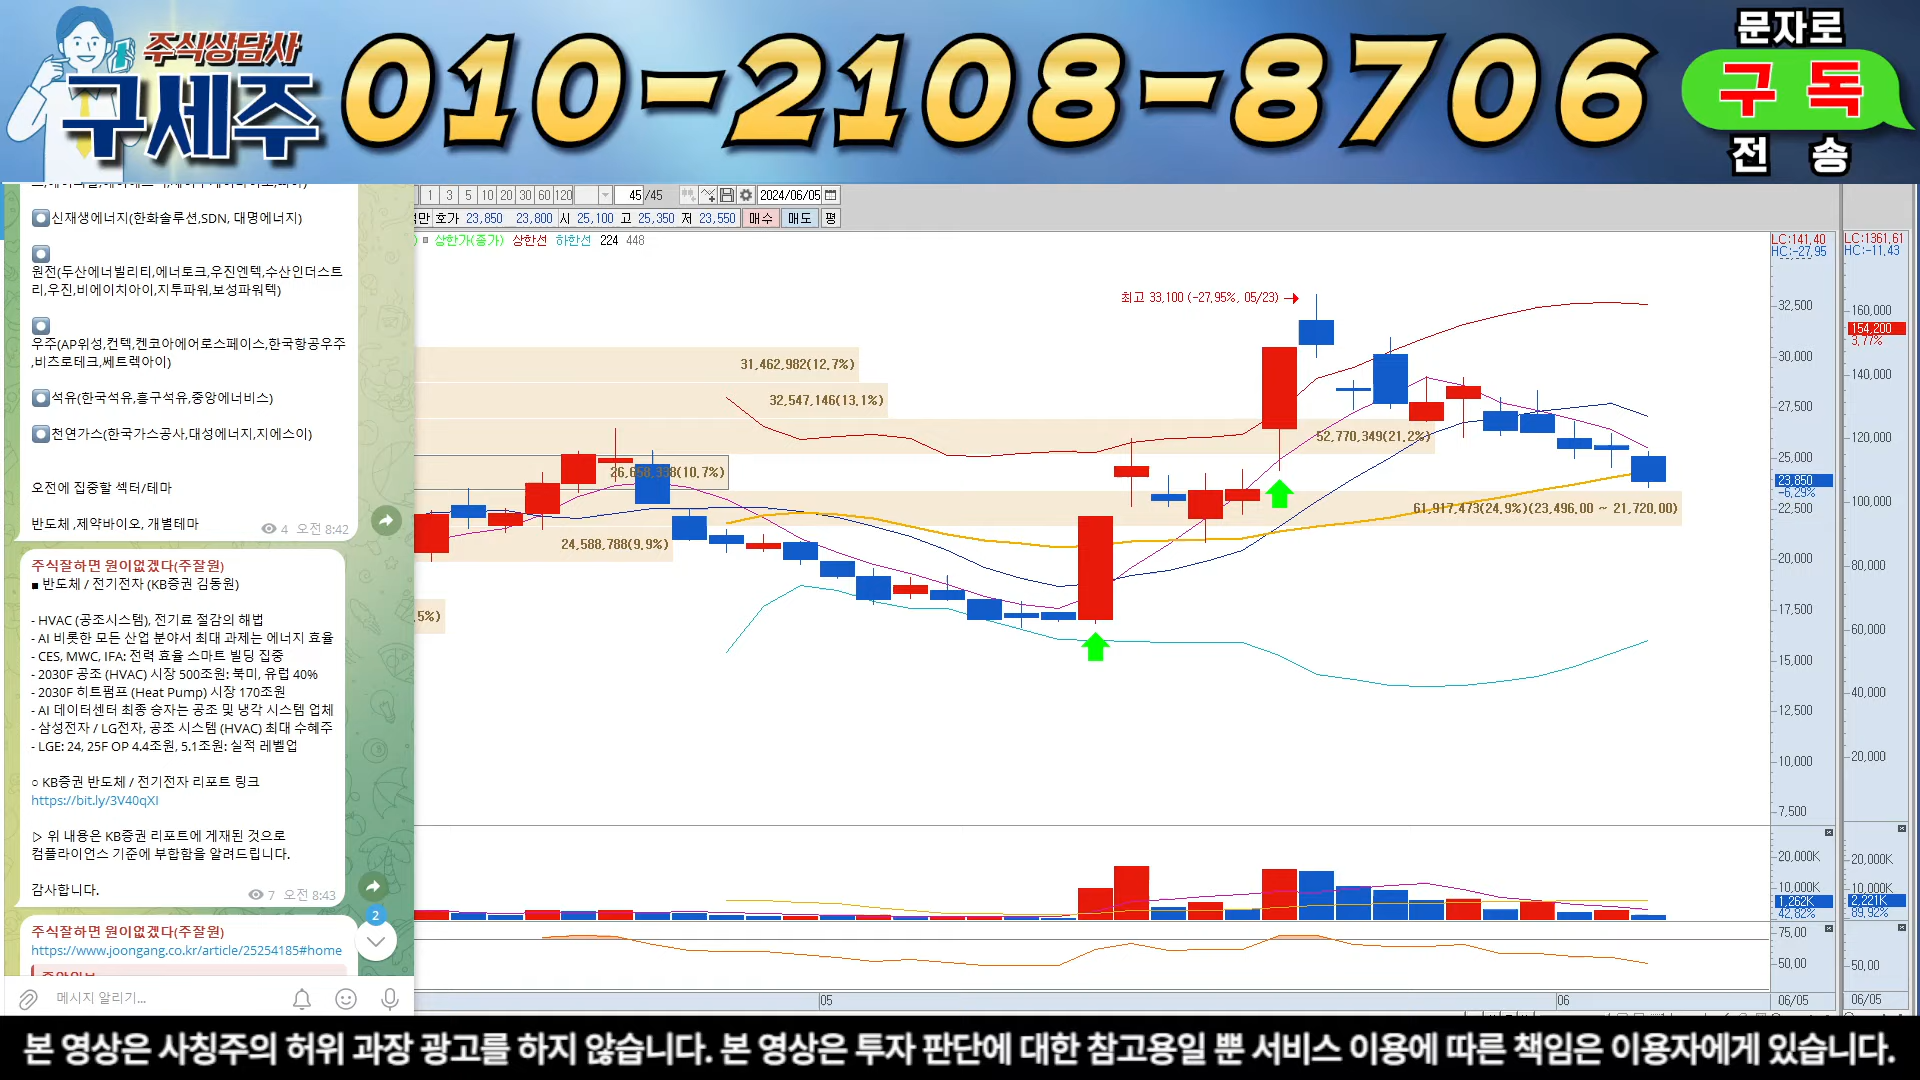 주식상담사
구세주
010-2108-8706
문자로
구 독
전 송
신재생에너지(한화솔루션,SDN, 대명에너지)
원전(두산에너빌리티,에너토크,우진엔텍,수산인더스트
리,우진,비에이치아이,지투파워,보성파워텍)
우주(AP위성,컨텍,켄코아에어로스페이스,한국항공우주
,비츠로테크,쎄트렉아이)
석유(한국석유,흥구석유,중앙에너비스)
천연가스(한국가스공사,대성에너지,지에스이)
오전에 집중할 섹터/테마
반도체,제약바이오,개별테마
4 오전 8:42
주식잘하면 원이없겠다(주잘원)
■ 반도체 / 전기전자 (KB증권 김동원)
- HVAC (공조시스템), 전기료 절감의 해법
- AI 비롯한 모든 산업 분야서 최대 과제는 에너지 효율
- CES, MWC, IFA: 전력 효율 스마트 빌딩 집중
- 2030F 공조 (HVAC) 시장 500조원: 북미, 유럽 40%
- 2030F 히트펌프 (Heat Pump) 시장 170조원
- AI 데이터센터 최종 승자는 공조 및 냉각 시스템 업체
- 삼성전자 / LG전자, 공조 시스템 (HVAC) 최대 수혜주
- LGE: 24, 25F OP 4.4조원, 5.1조원: 실적 레벨업
○ KB증권 반도체 / 전기전자 리포트 링크
https://bit.ly/3V40qXI
▷ 위 내용은 KB증권 리포트에 게재된 것으로
컴플라이언스 기준에 부합함을 알려드립니다.
감사합니다.
7 오전 8:43
2
주식잘하면 원이없겠다(주잘원)
https://www.joongang.co.kr/article/25254185#home
메시지 알리기...
1 3 5 10 20 30 60 120 45 /45 2024/06/05
호가 23,850 23,800 시 25,100 고 25,350 저 23,550 매수 매도 평
상한가(종가) 상한선 하한선 224 448
최고 33,100 (-27,95%, 05/23)
31,462,982(12.7%)
32,547,146(13.1%)
52,770,349(21.2%)
(10.7%)
61,917,473(24.9%)(23,496.00 ~ 21,720.00)
24,588,788(9.9%)
.5%)
LC:141,40
HC:-27,95
32,500
30,000
27,500
25,000
23,850
-6,29%
22,500
20,000
17,500
15,000
12,500
10,000
7,500
20,000K
10,000K
1,262K
42,82%
75,00
50,00
LC:1361,61
HC:-11,43
160,000
154,200
3,77%
140,000
120,000
100,000
80,000
60,000
40,000
20,000
20,000K
10,000K
2,221K
89,92%
50,00
05
06
06/05
06/05
본 영상은 사칭주의 허위 과장 광고를 하지 않습니다. 본 영상은 투자 판단에 대한 참고용일 뿐 서비스 이용에 따른 책임은 이용자에게 있습니다.